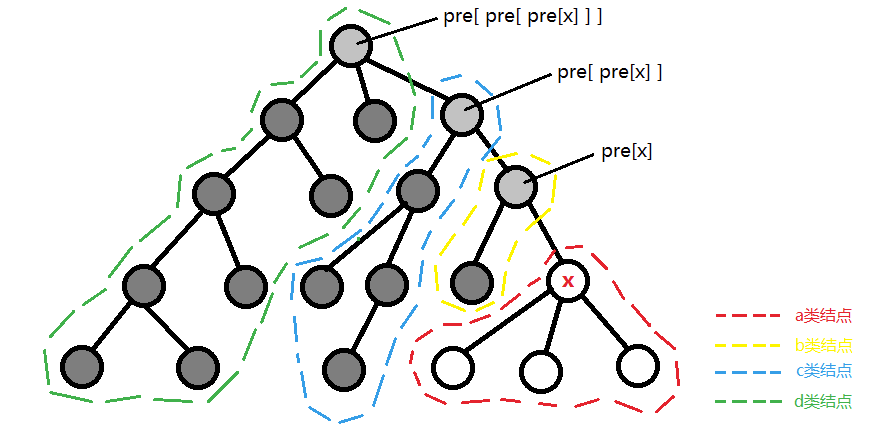 pre[ pre[ pre[x] ] ]
pre[ pre[x] ]
pre[x]
x
a类结点
b类结点
c类结点
d类结点